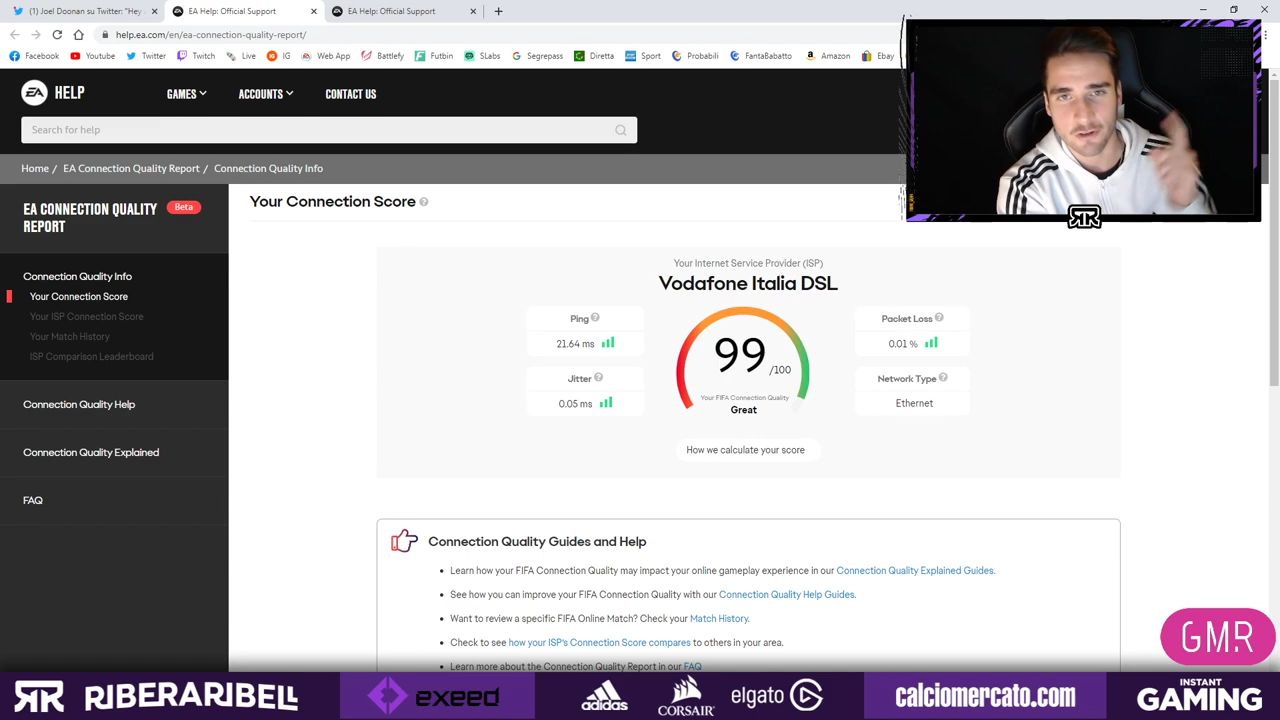 (1) Joel Doonan su Twitter: "Hey
EA Help: Official Support
EA Help: Official Support
help.ea.com/en/ea-connection-quality-report/
Facebook Youtube Twitter Twitch Live IG Web App Battlefy Futbin SLabs Segrepass Diretta Sport Probabili FantaBabatto Amazon Ebay
EA HELP GAMES ACCOUNTS CONTACT US
Search for help
Home / EA Connection Quality Report / Connection Quality Info
EA CONNECTION QUALITY REPORT Beta
Connection Quality Info
Your Connection Score
Your ISP Connection Score
Your Match History
ISP Comparison Leaderboard
Connection Quality Help
Connection Quality Explained
FAQ
Your Connection Score
Your Internet Service Provider (ISP)
Vodafone Italia DSL
Ping
21.64 ms
Jitter
0.05 ms
99 /100
Your FIFA Connection Quality
Great
Packet Loss
0.01 %
Network Type
Ethernet
How we calculate your score
Connection Quality Guides and Help
Learn how your FIFA Connection Quality may impact your online gameplay experience in our Connection Quality Explained Guides.
See how you can improve your FIFA Connection Quality with our Connection Quality Help Guides.
Want to review a specific FIFA Online Match? Check your Match History.
Check to see how your ISP's Connection Score compares to others in your area.
Learn more about the Connection Quality Report in our FAQ
GMR
RIBERARIBELL exeed adidas CORSAIR elgato calciomercato.com INSTANT GAMING